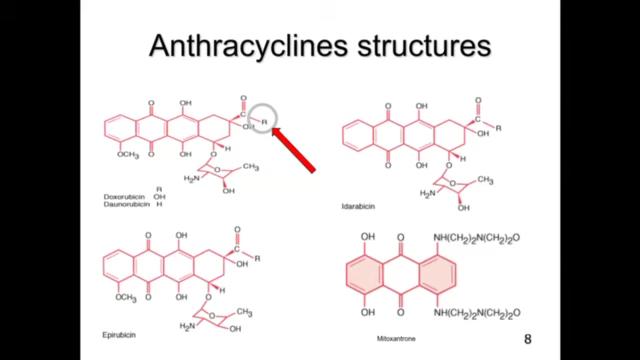 Anthracyclines structures
O
OH
O
C
R
OH
OCH₃
O
OH
O
H
O
CH₃
H₂N
OH
R
Doxorubicin OH
Daunorubicin H
O
OH
O
C
R
OH
O
OH
H
O
O
CH₃
H₂N
OH
Idarabicin
O
OH
O
C
R
OH
OCH₃
O
OH
O
H
O
CH₃
H₂N
OH
Epirubicin
OH
O
NH(CH₂)₂N(CH₂)₂O
OH
O
NH(CH₂)₂N(CH₂)₂O
Mitoxantrone
8